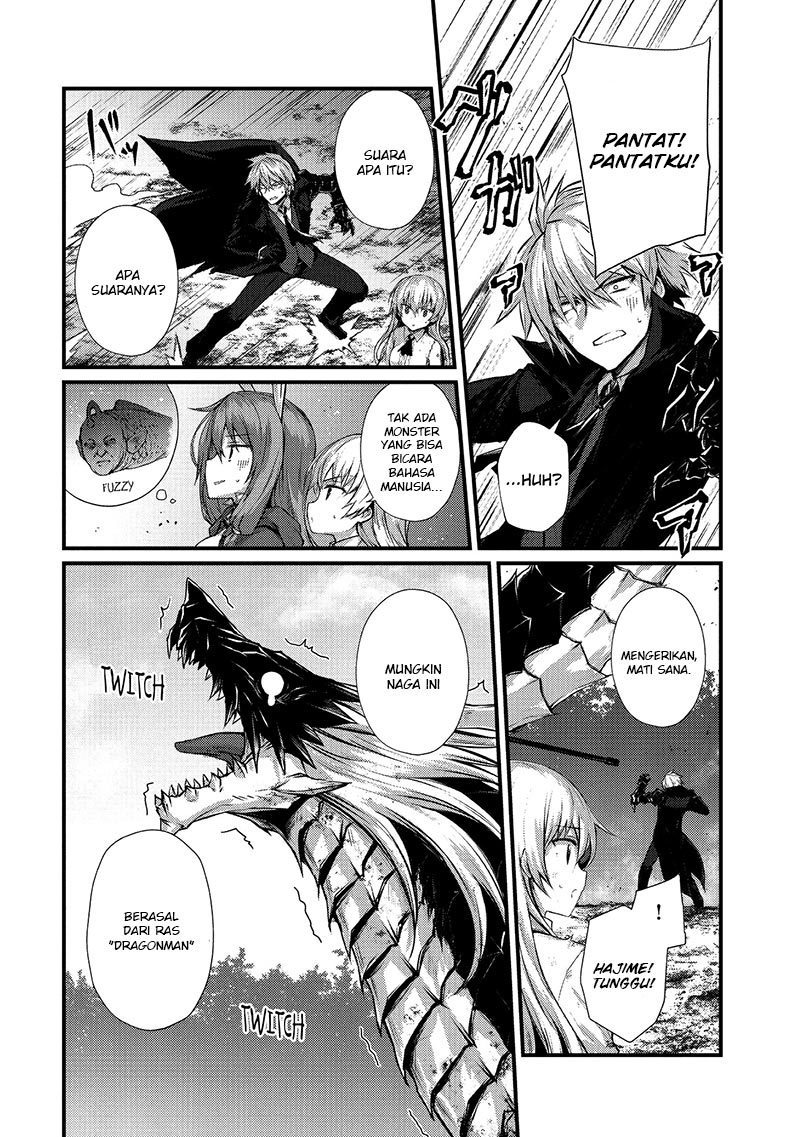 PANTAT!
PANTATKU!
...HUH?
SUARA
APA ITU?
APA
SUARANYA?
TAK ADA
MONSTER
YANG BISA
BICARA
BAHASA
MANUSIA...
FUZZY
MENGERIKAN,
MATI SANA.
!
HAJIME!
TUNGGU!
MUNGKIN
NAGA INI
TWITCH
BERASAL
DARI RAS
"DRAGONMAN"
TWITCH